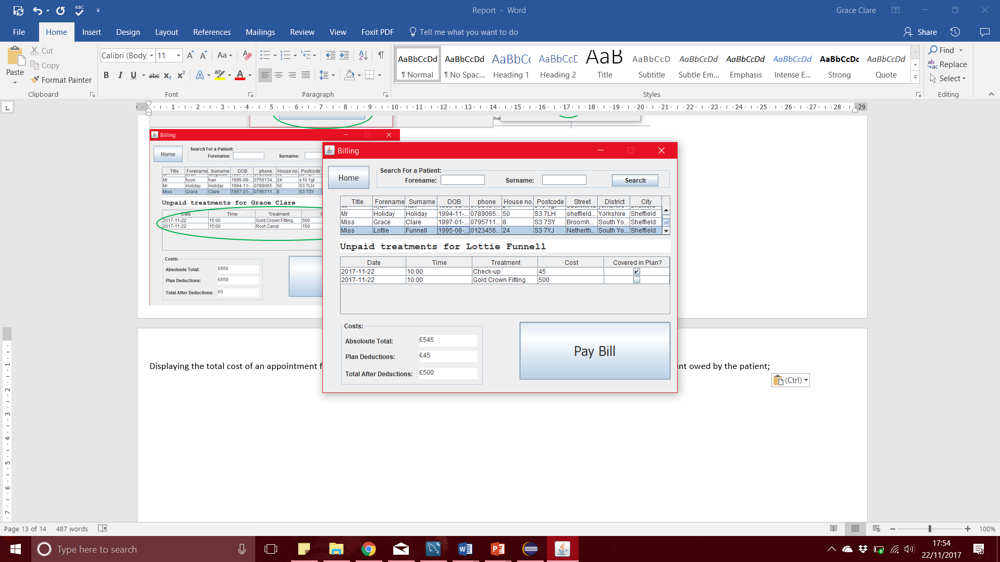 ABC
Report - Word
Grace Clare
File Home Insert Design Layout References Mailings Review View Foxit PDF Tell me what you want to do
Share
Paste
Cut
Copy
Format Painter
Clipboard
Calibri (Body) 11
Aa
B I U abc X₂ X²
A aby A
Font
Paragraph
AaBbCcDd AaBbCcDd AaBbCc AaBbCcE AaB AaBbCcD AaBbCcDd AaBbCcDd AaBbCcDd AaBbCcDc AaBbCcDd
¶ Normal ¶ No Spac... Heading 1 Heading 2 Title Subtitle Subtle Em... Emphasis Intense E... Strong Quote
Styles
Find
Replace
Select
Editing
L
1 2 3 4 5 6 7 8 9 10 11 12 13 14 15 16 17 18 19 20 21 22 23 24 25 26 27 28 29
Billing
Home
Search For a Patient:
Forename: Surname:
Title Forename Surname DOB phone House no. Postcode
Mr hyun han 1995-08-... 0756134... 24 s10 1gt
Mr Holiday Holiday 1994-11-... 0789065... 50 S3 7LH
Miss Grace Clare 1997-01-... 0795711... 8 S3 7SY
Unpaid treatments for Grace Clare
Date Time Treatment C
2017-11-22 15:00 Gold Crown Fitting 500
2017-11-22 15:00 Root Canal 150
Costs:
Absoloute Total: £650
Plan Deductions: £650
Total After Deductions: £0
Billing
Home
Search For a Patient:
Forename: Surname: Search
Title Forename Surname DOB phone House no. Postcode Street District City
Mr Holiday Holiday 1994-11-... 0789065... 50 S3 7LH sheffield... Yorkshire Sheffield
Miss Grace Clare 1997-01-... 0795711... 8 S3 7SY Broomh... South Yo... Sheffield
Miss Lottie Funnell 1995-08-... 0123456... 24 S3 7YJ Netherth... South Yo... Sheffield
Unpaid treatments for Lottie Funnell
Date Time Treatment Cost Covered in Plan?
2017-11-22 10:00 Check-up 45
2017-11-22 10:00 Gold Crown Fitting 500
Costs:
Absoloute Total: £545
Plan Deductions: £45
Total After Deductions: £500
Pay Bill
Displaying the total cost of an appointment f
nt owed by the patient;
(Ctrl)
1
2
3
4
5
6
7
Page 13 of 14 487 words
100%
Type here to search
17:54
22/11/2017